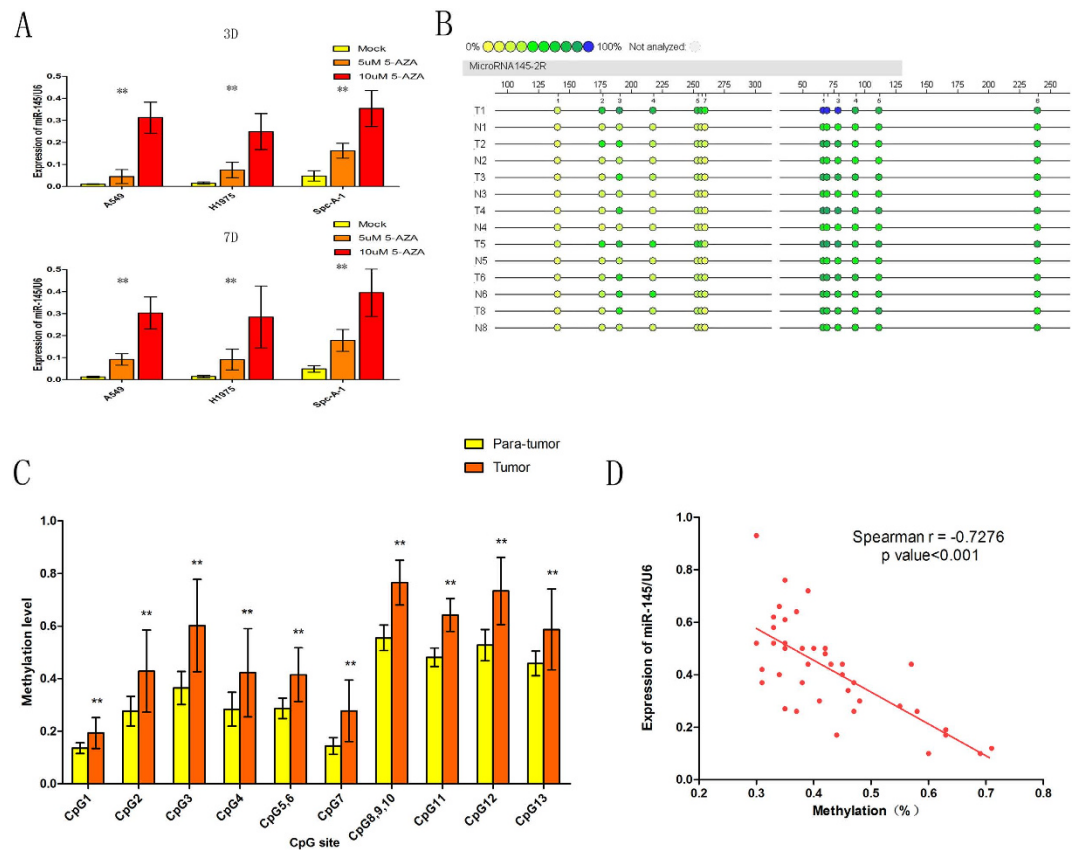 A
3D
Mock
5uM 5-AZA
10uM 5-AZA
Expression of miR-145/U6
0.5
0.4
0.3
0.2
0.1
0.0
**
**
**
A549
H1975
Spc-A-1
7D
Mock
5uM 5-AZA
10uM 5-AZA
Expression of miR-145/U6
0.5
0.4
0.3
0.2
0.1
0.0
**
**
**
A549
H1975
Spc-A-1
B
0% 100% Not analyzed:
MicroRNA145-2R
100 125 150 175 200 225 250 275 300 50 75 100 125 150 175 200 225 250
1 2 3 4 5 7 1 3 4 5 6
T1
N1
T2
N2
T3
N3
T4
N4
T5
N5
T6
N6
T8
N8
Para-tumor
Tumor
C
Methylation level
1.0
0.8
0.6
0.4
0.2
0.0
** ** ** ** ** ** ** ** ** **
CpG1 CpG2 CpG3 CpG4 CpG5,6 CpG7 CpG8,9,10 CpG11 CpG12 CpG13
CpG site
D
Spearman r = -0.7276
p value<0.001
Expression of miR-145/U6
1.0
0.8
0.6
0.4
0.2
0.0
0.2 0.3 0.4 0.5 0.6 0.7 0.8
Methylation（%）